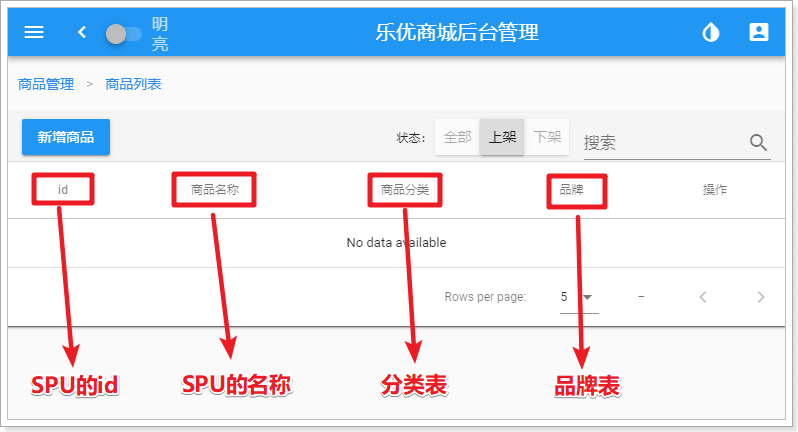 明亮
乐优商城后台管理
商品管理 > 商品列表
新增商品 状态： 全部 上架 下架 搜索
id 商品名称 商品分类 品牌 操作
No data available
Rows per page: 5 –
SPU的id SPU的名称 分类表 品牌表